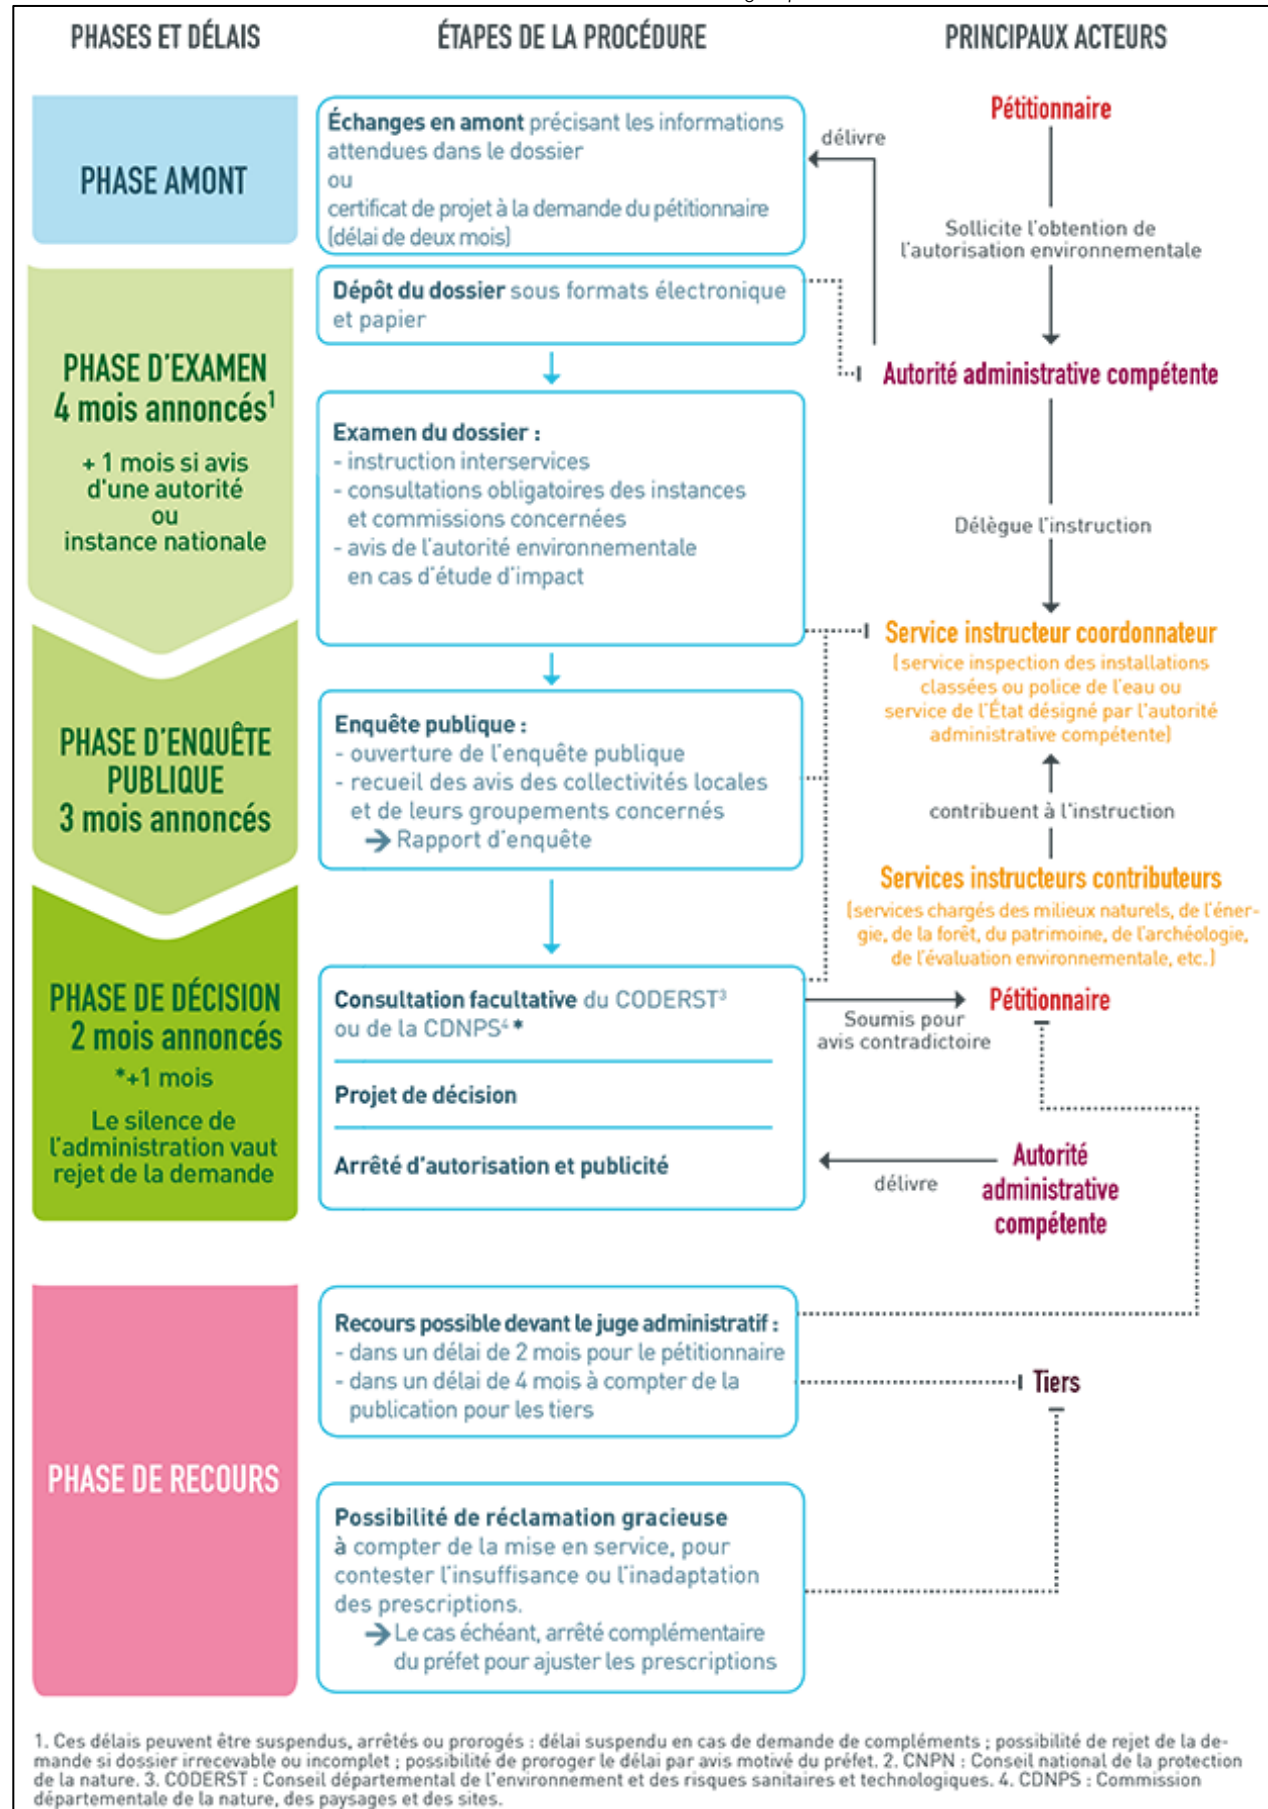 PHASES ET DÉLAIS
ÉTAPES DE LA PROCÉDURE
PRINCIPAUX ACTEURS
PHASE AMONT
Échanges en amont précisant les informations
attendues dans le dossier
ou
certificat de projet à la demande du pétitionnaire
(délai de deux mois)
délivre
Pétitionnaire
Sollicite l'obtention de
l'autorisation environnementale
Autorité administrative compétente
PHASE D'EXAMEN
4 mois annoncés¹
+ 1 mois si avis
d'une autorité
ou
instance nationale
Dépôt du dossier sous formats électronique
et papier
Examen du dossier :
- instruction interservices
- consultations obligatoires des instances
et commissions concernées
- avis de l'autorité environnementale
en cas d'étude d'impact
Délègue l'instruction
Service instructeur coordonnateur
(service inspection des installations
classées ou police de l'eau ou
service de l'État désigné par l'autorité
administrative compétente)
PHASE D'ENQUÊTE
PUBLIQUE
3 mois annoncés
Enquête publique :
- ouverture de l'enquête publique
- recueil des avis des collectivités locales
et de leurs groupements concernés
→ Rapport d'enquête
contribuent à l'instruction
Services instructeurs contributeurs
(services chargés des milieux naturels, de l'éner-
gie, de la forêt, du patrimoine, de l'archéologie,
de l'évaluation environnementale, etc.)
PHASE DE DÉCISION
2 mois annoncés
*+1 mois
Le silence de
l'administration vaut
rejet de la demande
Consultation facultative du CODERST³
ou de la CDNPS⁴ *
Projet de décision
Arrêté d'autorisation et publicité
Soumis pour
avis contradictoire
Pétitionnaire
délivre
Autorité
administrative
compétente
PHASE DE RECOURS
Recours possible devant le juge administratif :
- dans un délai de 2 mois pour le pétitionnaire
- dans un délai de 4 mois à compter de la
publication pour les tiers
Tiers
Possibilité de réclamation gracieuse
à compter de la mise en service, pour
contester l'insuffisance ou l'inadaptation
des prescriptions.
→ Le cas échéant, arrêté complémentaire
du préfet pour ajuster les prescriptions
1. Ces délais peuvent être suspendus, arrêtés ou prorogés : délai suspendu en cas de demande de compléments ; possibilité de rejet de la de-
mande si dossier irrecevable ou incomplet ; possibilité de proroger le délai par avis motivé du préfet. 2. CNPN : Conseil national de la protection
de la nature. 3. CODERST : Conseil départemental de l'environnement et des risques sanitaires et technologiques. 4. CDNPS : Commission
départementale de la nature, des paysages et des sites.